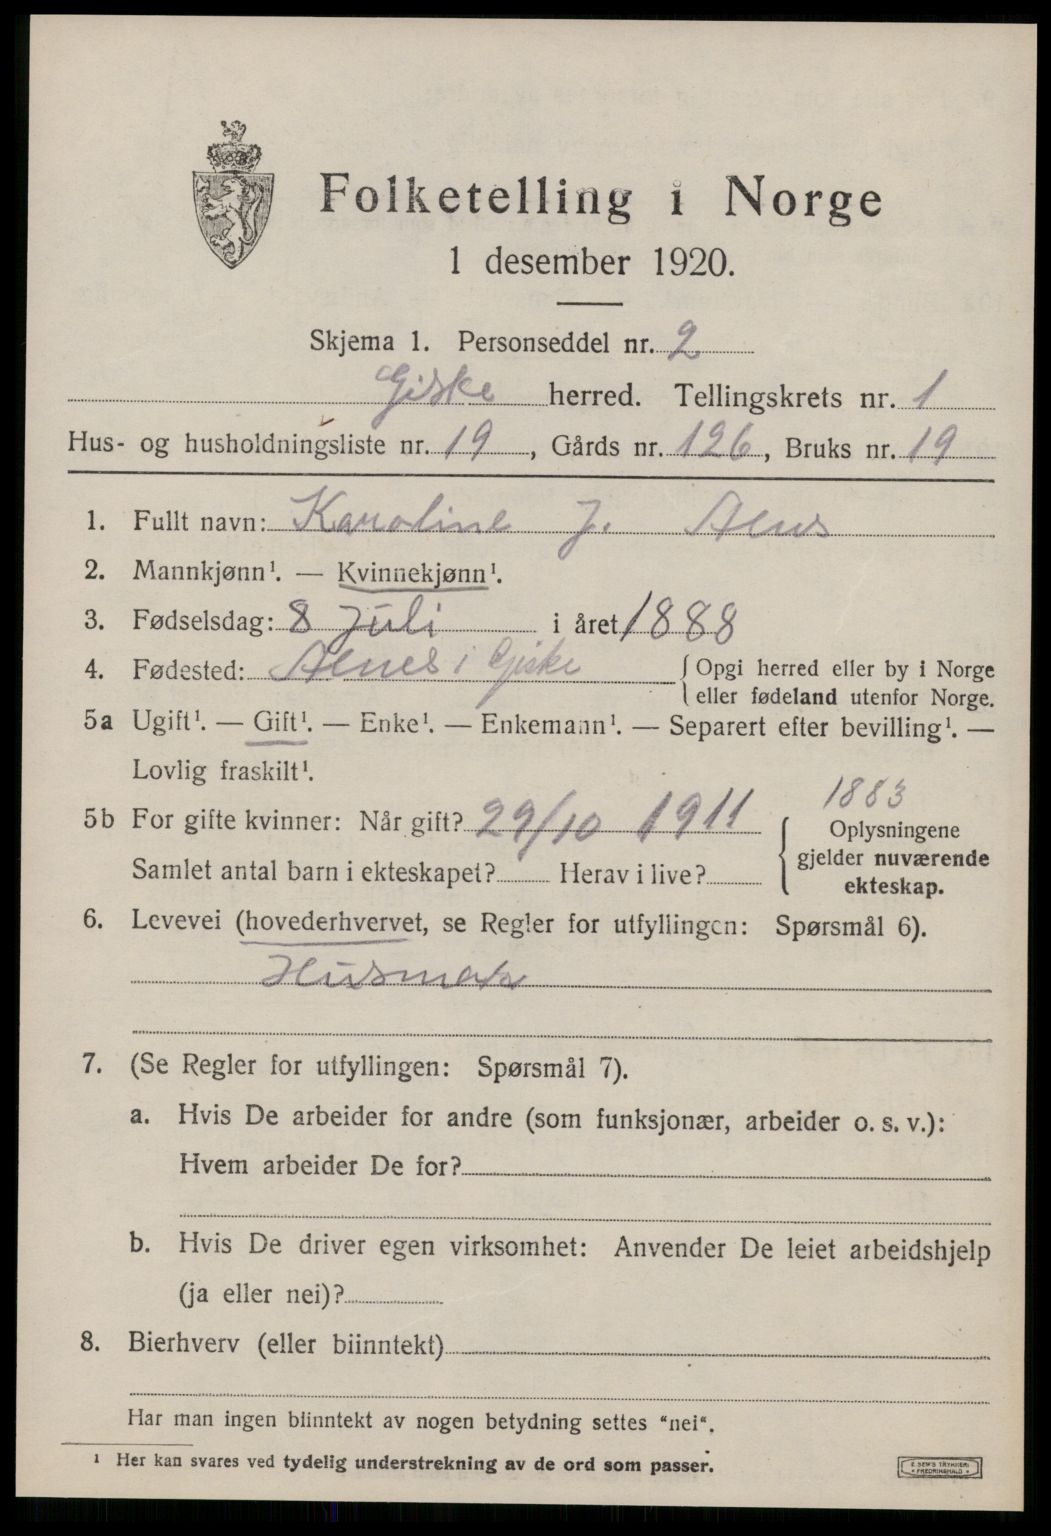 Folketelling i Norge
1 desember 1920.
Skjema 1. Personseddel nr. 2
Giske herred. Tellingskrets nr. 1
Hus- og husholdningsliste nr. 19, Gårds nr. 126, Bruks nr. 19
1. Fullt navn: Karoline J. Alnes
2. Mannkjønn¹. — Kvinnekjønn¹.
3. Fødselsdag: 8 Juli i året 1888
4. Fødested: Alnes i Giske { Opgi herred eller by i Norge
eller fødeland utenfor Norge.
5a Ugift¹. — Gift¹. — Enke¹. — Enkemann¹. — Separert efter bevilling¹. —
Lovlig fraskilt¹.
1883
5b For gifte kvinner: Når gift? 29/10 1911 { Oplysningene
gjelder nuværende
ekteskap.
Samlet antal barn i ekteskapet? Herav i live?
6. Levevei (hovederhvervet, se Regler for utfyllingen: Spørsmål 6).
Husmor
7. (Se Regler for utfyllingen: Spørsmål 7).
a. Hvis De arbeider for andre (som funksjonær, arbeider o. s. v.):
Hvem arbeider De for?
b. Hvis De driver egen virksomhet: Anvender De leiet arbeidshjelp
(ja eller nei)?
8. Bierhverv (eller biinntekt)
Har man ingen biinntekt av nogen betydning settes "nei".
¹ Her kan svares ved tydelig understrekning av de ord som passer.
E. SEM'S TRYKKERI
FREDRIKSHALD